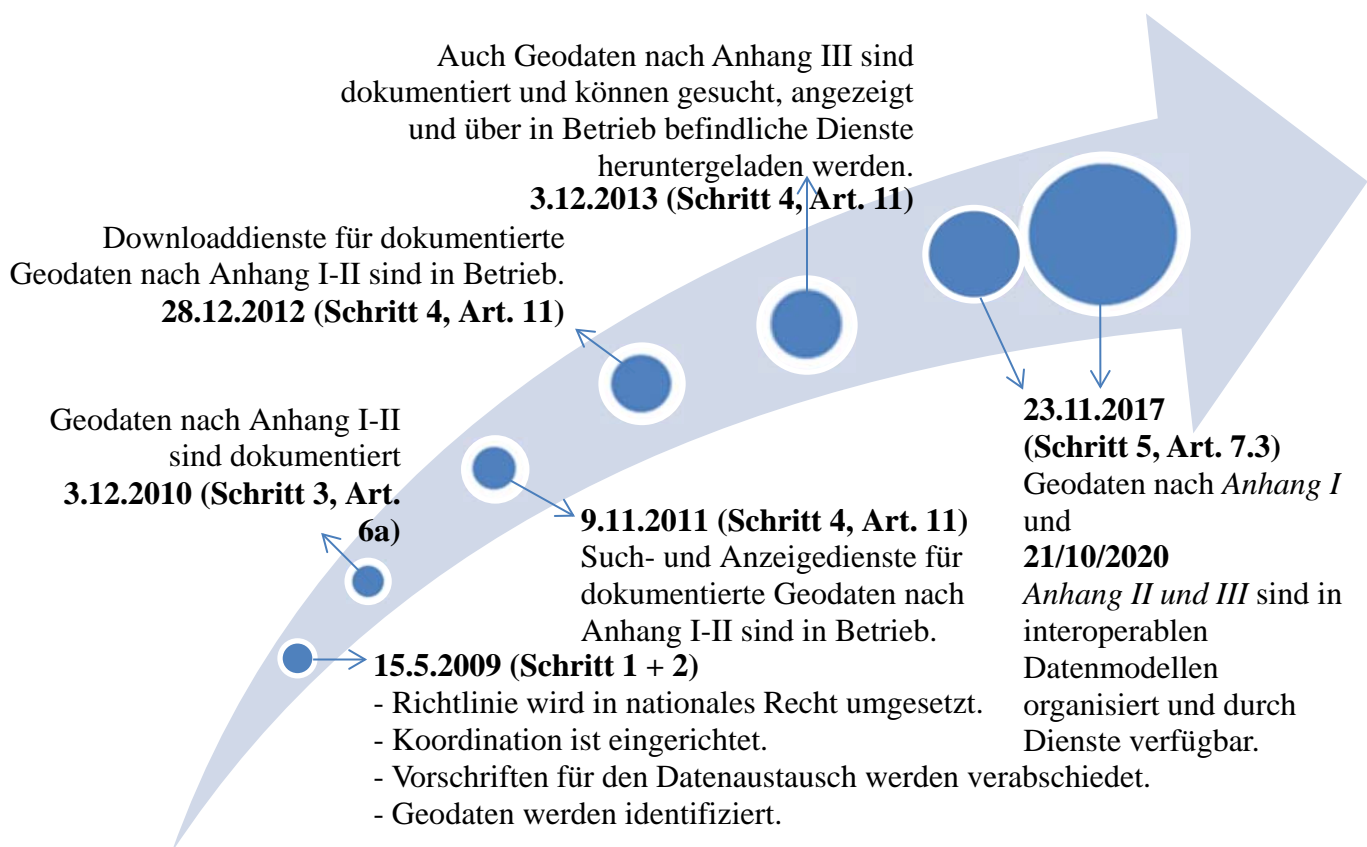 Auch Geodaten nach Anhang III sind
dokumentiert und können gesucht, angezeigt
und über in Betrieb befindliche Dienste
heruntergeladen werden.
3.12.2013 (Schritt 4, Art. 11)
Downloaddienste für dokumentierte
Geodaten nach Anhang I-II sind in Betrieb.
28.12.2012 (Schritt 4, Art. 11)
Geodaten nach Anhang I-II
sind dokumentiert
3.12.2010 (Schritt 3, Art.
6a)
9.11.2011 (Schritt 4, Art. 11)
Such- und Anzeigedienste für
dokumentierte Geodaten nach
Anhang I-II sind in Betrieb.
23.11.2017
(Schritt 5, Art. 7.3)
Geodaten nach Anhang I
und
21/10/2020
Anhang II und III sind in
interoperablen
Datenmodellen
organisiert und durch
Dienste verfügbar.
15.5.2009 (Schritt 1 + 2)
- Richtlinie wird in nationales Recht umgesetzt.
- Koordination ist eingerichtet.
- Vorschriften für den Datenaustausch werden verabschiedet.
- Geodaten werden identifiziert.